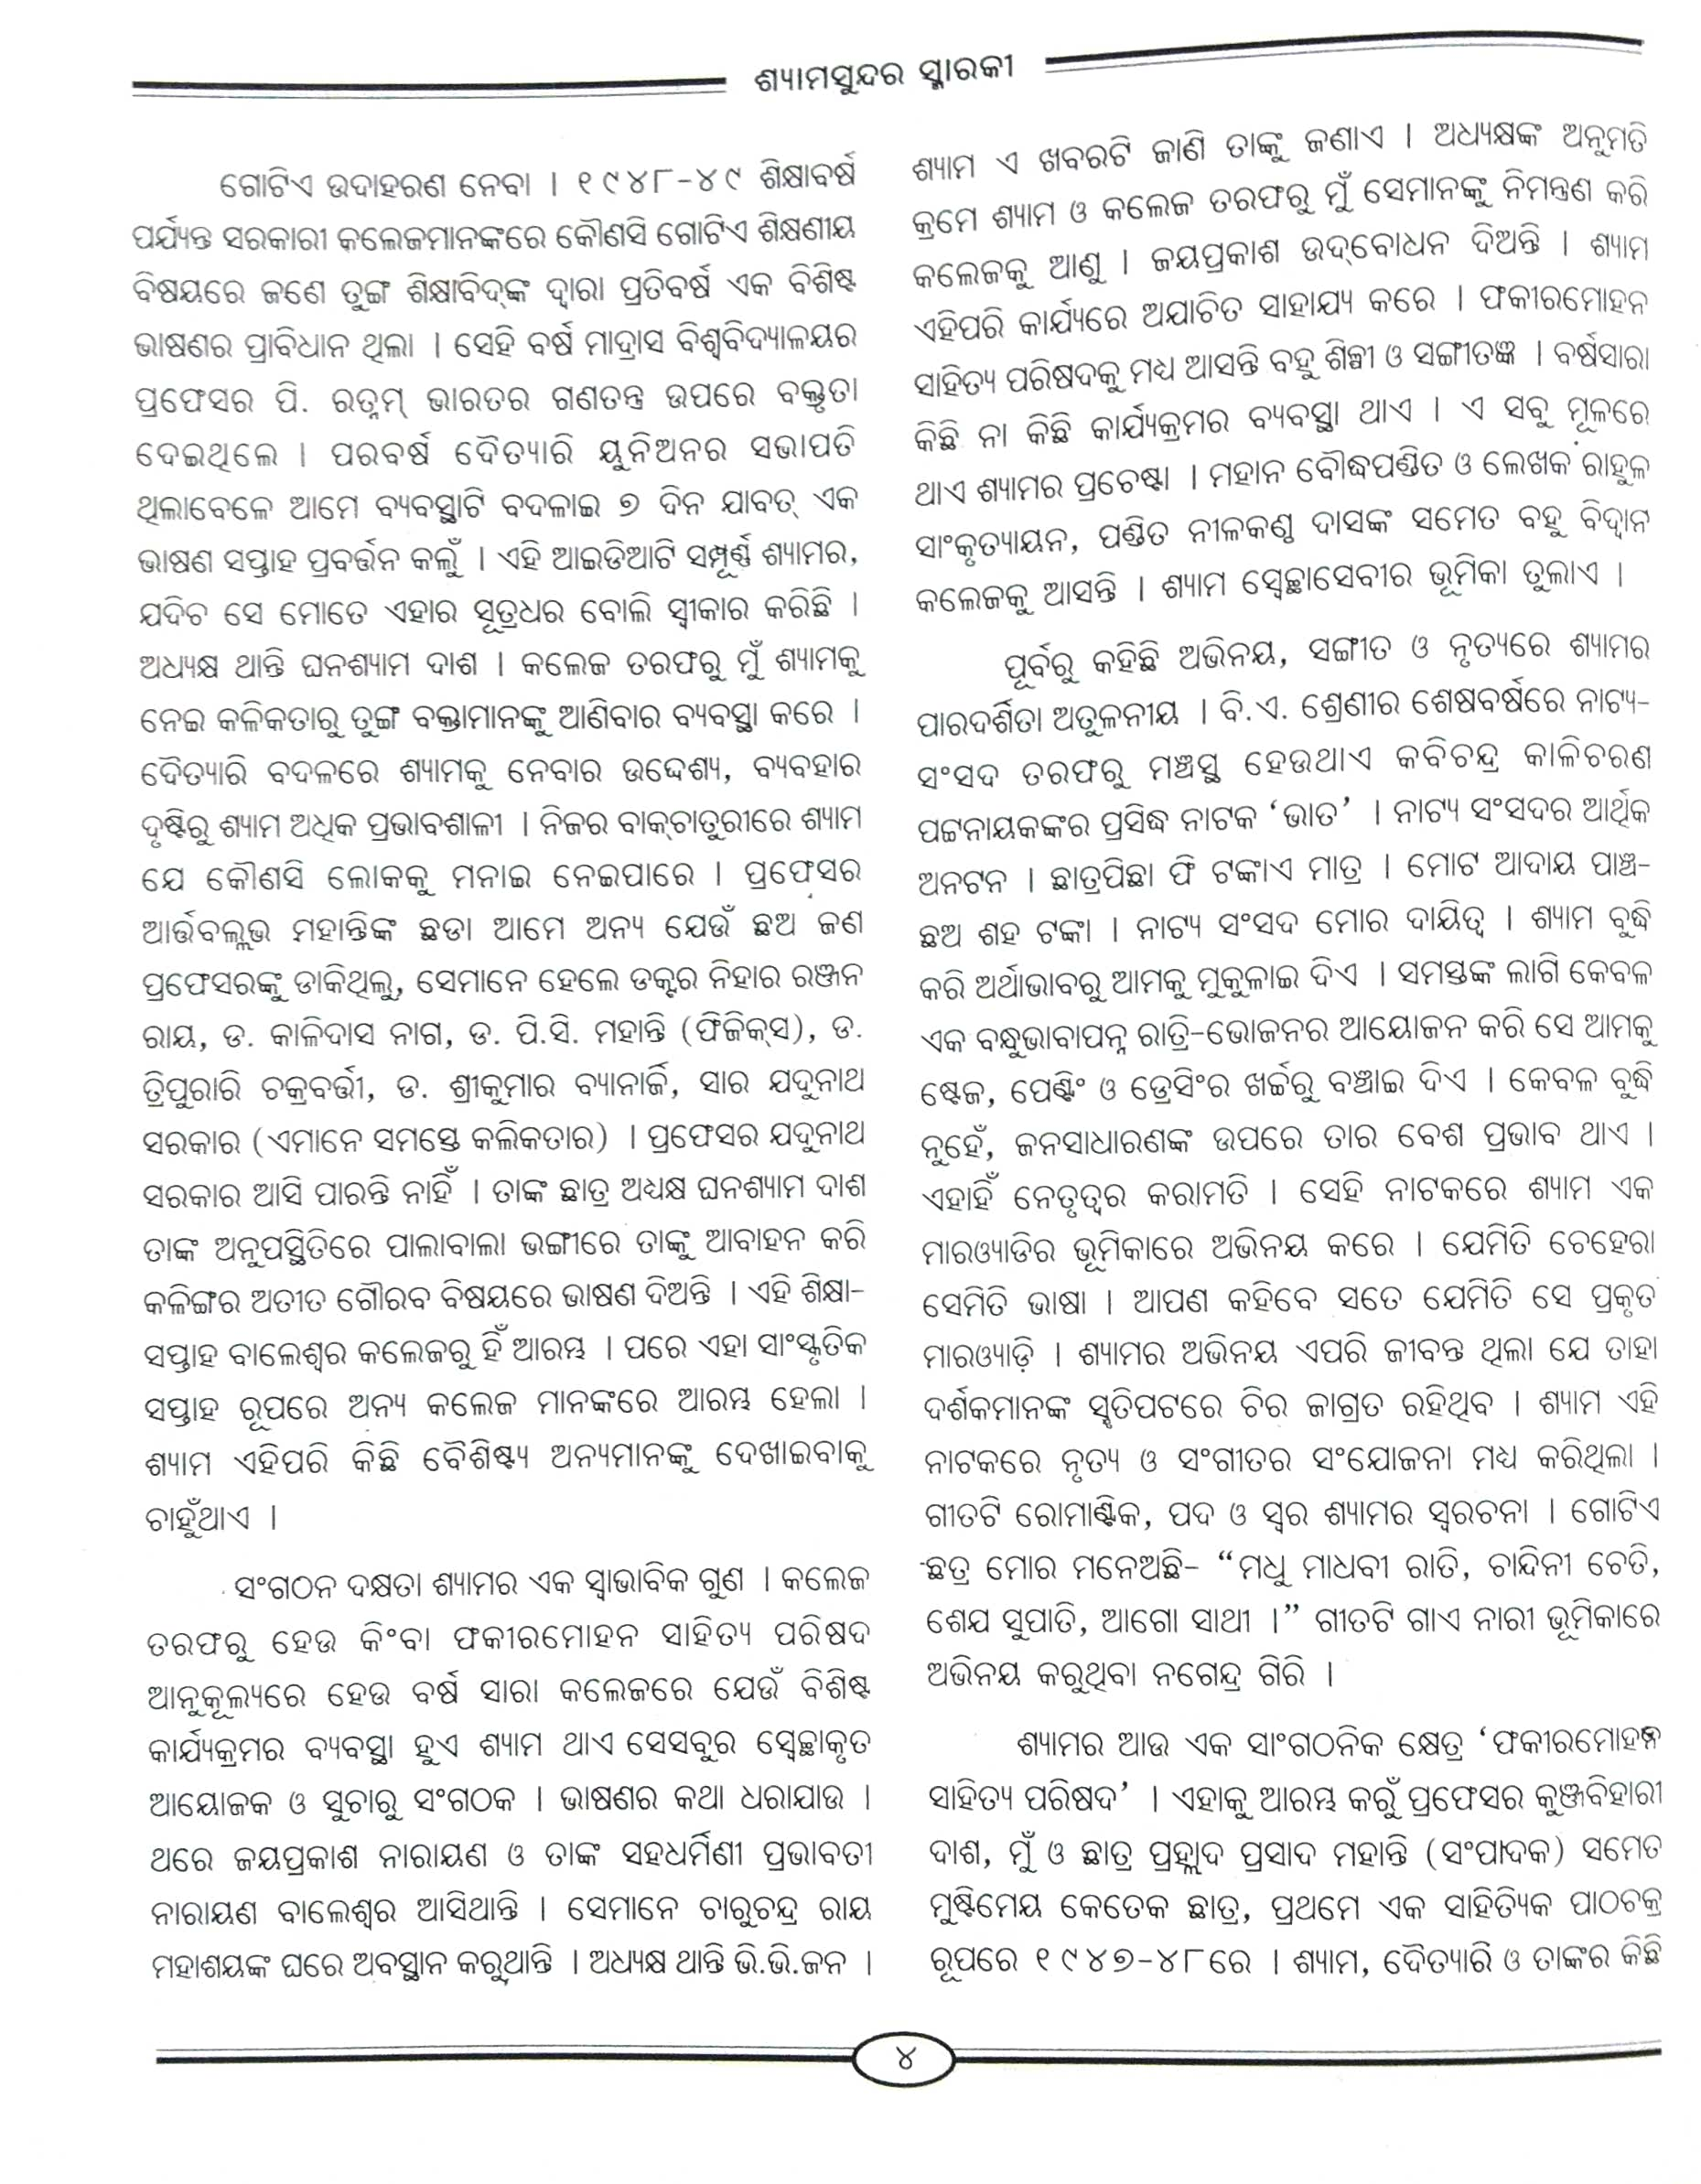 ଶ୍ୟାମସୁନ୍ଦର ସ୍ମାରକୀ
ଗୋଟିଏ ଉଦାହରଣ ନେବା । ୧୯୪୮-୪୯ ଶିକ୍ଷାବର୍ଷ
ପର୍ଯ୍ୟନ୍ତ ସରକାରୀ କଲେଜମାନଙ୍କରେ କୌଣସି ଗୋଟିଏ ଶିକ୍ଷଣୀୟ
ବିଷୟରେ ଜଣେ ତୁଙ୍ଗ ଶିକ୍ଷାବିଦ୍‌ଙ୍କ ଦ୍ୱାରା ପ୍ରତିବର୍ଷ ଏକ ବିଶିଷ୍ଟ
ଭାଷଣର ପ୍ରାବିଧାନ ଥିଲା । ସେହି ବର୍ଷ ମାଦ୍ରାସ ବିଶ୍ୱବିଦ୍ୟାଳୟର
ପ୍ରଫେସର ପି. ରତ୍ନମ୍ ଭାରତର ଗଣତନ୍ତ୍ର ଉପରେ ବକ୍ତୃତା
ଦେଇଥିଲେ । ପରବର୍ଷ ଦୈତ୍ୟାରି ୟୁନିଅନର ସଭାପତି
ଥିଲାବେଳେ ଆମେ ବ୍ୟବସ୍ଥାଟି ବଦଳାଇ ୭ ଦିନ ଯାବତ୍ ଏକ
ଭାଷଣ ସପ୍ତାହ ପ୍ରବର୍ତ୍ତନ କଲୁଁ । ଏହି ଆଇଡିଆଟି ସମ୍ପୂର୍ଣ୍ଣ ଶ୍ୟାମର,
ଯଦିଚ ସେ ମୋତେ ଏହାର ସୂତ୍ରଧର ବୋଲି ସ୍ୱୀକାର କରିଛି ।
ଅଧ୍ୟକ୍ଷ ଥାନ୍ତି ଘନଶ୍ୟାମ ଦାଶ । କଲେଜ ତରଫରୁ ମୁଁ ଶ୍ୟାମକୁ
ନେଇ କଳିକତାରୁ ତୁଙ୍ଗ ବକ୍ତାମାନଙ୍କୁ ଆଣିବାର ବ୍ୟବସ୍ଥା କରେ ।
ଦୈତ୍ୟାରି ବଦଳରେ ଶ୍ୟାମକୁ ନେବାର ଉଦ୍ଦେଶ୍ୟ, ବ୍ୟବହାର
ଦୃଷ୍ଟିରୁ ଶ୍ୟାମ ଅଧିକ ପ୍ରଭାବଶାଳୀ । ନିଜର ବାକ୍‌ଚାତୁରୀରେ ଶ୍ୟାମ
ଯେ କୌଣସି ଲୋକକୁ ମନାଇ ନେଇପାରେ । ପ୍ରଫେସର
ଆର୍ତ୍ତବଲ୍ଲଭ ମହାନ୍ତିଙ୍କ ଛଡା ଆମେ ଅନ୍ୟ ଯେଉଁ ଛଅ ଜଣ
ପ୍ରଫେସରଙ୍କୁ ଡାକିଥିଲୁ, ସେମାନେ ହେଲେ ଡକ୍ଟର ନିହାର ରଞ୍ଜନ
ରାୟ, ଡ. କାଳିଦାସ ନାଗ, ଡ. ପି.ସି. ମହାନ୍ତି (ଫିଜିକ୍ସ), ଡ.
ତ୍ରିପୁରାରି ଚକ୍ରବର୍ତ୍ତୀ, ଡ. ଶ୍ରୀକୁମାର ବ୍ୟାନାର୍ଜି, ସାର ଯଦୁନାଥ
ସରକାର (ଏମାନେ ସମସ୍ତେ କଲିକତାର) । ପ୍ରଫେସର ଯଦୁନାଥ
ସରକାର ଆସି ପାରନ୍ତି ନାହିଁ । ତାଙ୍କ ଛାତ୍ର ଅଧ୍ୟକ୍ଷ ଘନଶ୍ୟାମ ଦାଶ
ତାଙ୍କ ଅନୁପସ୍ଥିତିରେ ପାଲାବାଲା ଭଙ୍ଗୀରେ ତାଙ୍କୁ ଆବାହନ କରି
କଳିଙ୍ଗର ଅତୀତ ଗୌରବ ବିଷୟରେ ଭାଷଣ ଦିଅନ୍ତି । ଏହି ଶିକ୍ଷା-
ସପ୍ତାହ ବାଲେଶ୍ୱର କଲେଜରୁ ହିଁ ଆରମ୍ଭ । ପରେ ଏହା ସାଂସ୍କୃତିକ
ସପ୍ତାହ ରୂପରେ ଅନ୍ୟ କଲେଜ ମାନଙ୍କରେ ଆରମ୍ଭ ହେଲା ।
ଶ୍ୟାମ ଏହିପରି କିଛି ବୈଶିଷ୍ଟ୍ୟ ଅନ୍ୟମାନଙ୍କୁ ଦେଖାଇବାକୁ
ଚାହୁଁଥାଏ ।
ସଂଗଠନ ଦକ୍ଷତା ଶ୍ୟାମର ଏକ ସ୍ୱାଭାବିକ ଗୁଣ । କଲେଜ
ତରଫରୁ ହେଉ କିଂବା ଫକୀରମୋହନ ସାହିତ୍ୟ ପରିଷଦ
ଆନୁକୂଲ୍ୟରେ ହେଉ ବର୍ଷ ସାରା କଲେଜରେ ଯେଉଁ ବିଶିଷ୍ଟ
କାର୍ଯ୍ୟକ୍ରମର ବ୍ୟବସ୍ଥା ହୁଏ ଶ୍ୟାମ ଥାଏ ସେସବୁର ସ୍ୱେଚ୍ଛାକୃତ
ଆୟୋଜକ ଓ ସୁଚାରୁ ସଂଗଠକ । ଭାଷଣର କଥା ଧରାଯାଉ ।
ଥରେ ଜୟପ୍ରକାଶ ନାରାୟଣ ଓ ତାଙ୍କ ସହଧର୍ମିଣୀ ପ୍ରଭାବତୀ
ନାରାୟଣ ବାଲେଶ୍ୱର ଆସିଥାନ୍ତି । ସେମାନେ ଚାରୁଚନ୍ଦ୍ର ରାୟ
ମହାଶୟଙ୍କ ଘରେ ଅବସ୍ଥାନ କରୁଥାନ୍ତି । ଅଧ୍ୟକ୍ଷ ଥାନ୍ତି ଭି.ଭି.ଜନ ।
ଶ୍ୟାମ ଏ ଖବରଟି ଜାଣି ତାଙ୍କୁ ଜଣାଏ । ଅଧ୍ୟକ୍ଷଙ୍କ ଅନୁମତି
କ୍ରମେ ଶ୍ୟାମ ଓ କଲେଜ ତରଫରୁ ମୁଁ ସେମାନଙ୍କୁ ନିମନ୍ତ୍ରଣ କରି
କଲେଜକୁ ଆଣୁ । ଜୟପ୍ରକାଶ ଉଦ୍‌ବୋଧନ ଦିଅନ୍ତି । ଶ୍ୟାମ
ଏହିପରି କାର୍ଯ୍ୟରେ ଅଯାଚିତ ସାହାଯ୍ୟ କରେ । ଫକୀରମୋହନ
ସାହିତ୍ୟ ପରିଷଦକୁ ମଧ୍ୟ ଆସନ୍ତି ବହୁ ଶିଳ୍ପୀ ଓ ସଙ୍ଗୀତଜ୍ଞ । ବର୍ଷସାରା
କିଛି ନା କିଛି କାର୍ଯ୍ୟକ୍ରମର ବ୍ୟବସ୍ଥା ଥାଏ । ଏ ସବୁ ମୂଳରେ
ଥାଏ ଶ୍ୟାମର ପ୍ରଚେଷ୍ଟା । ମହାନ ବୌଦ୍ଧପଣ୍ଡିତ ଓ ଲେଖକ ରାହୁଳ
ସାଂକୃତ୍ୟାୟନ, ପଣ୍ଡିତ ନୀଳକଣ୍ଠ ଦାସଙ୍କ ସମେତ ବହୁ ବିଦ୍ୱାନ
କଲେଜକୁ ଆସନ୍ତି । ଶ୍ୟାମ ସ୍ୱେଚ୍ଛାସେବୀର ଭୂମିକା ତୁଲାଏ ।
ପୂର୍ବରୁ କହିଛି ଅଭିନୟ, ସଙ୍ଗୀତ ଓ ନୃତ୍ୟରେ ଶ୍ୟାମର
ପାରଦର୍ଶିତା ଅତୁଳନୀୟ । ବି.ଏ. ଶ୍ରେଣୀର ଶେଷବର୍ଷରେ ନାଟ୍ୟ-
ସଂସଦ ତରଫରୁ ମଞ୍ଚସ୍ଥ ହେଉଥାଏ କବିଚନ୍ଦ୍ର କାଳିଚରଣ
ପଟ୍ଟନାୟକଙ୍କର ପ୍ରସିଦ୍ଧ ନାଟକ ‘ଭାତ’ । ନାଟ୍ୟ ସଂସଦର ଆର୍ଥିକ
ଅନଟନ । ଛାତ୍ରପିଛା ଫି ଟଙ୍କାଏ ମାତ୍ର । ମୋଟ ଆଦାୟ ପାଞ୍ଚ-
ଛଅ ଶହ ଟଙ୍କା । ନାଟ୍ୟ ସଂସଦ ମୋର ଦାୟିତ୍ୱ । ଶ୍ୟାମ ବୁଦ୍ଧି
କରି ଅର୍ଥାଭାବରୁ ଆମକୁ ମୁକୁଳାଇ ଦିଏ । ସମସ୍ତଙ୍କ ଲାଗି କେବଳ
ଏକ ବନ୍ଧୁଭାବାପନ୍ନ ରାତ୍ରି-ଭୋଜନର ଆୟୋଜନ କରି ସେ ଆମକୁ
ଷ୍ଟେଜ, ପେଣ୍ଟିଂ ଓ ଡ୍ରେସିଂର ଖର୍ଚ୍ଚରୁ ବଞ୍ଚାଇ ଦିଏ । କେବଳ ବୁଦ୍ଧି
ନୁହେଁ, ଜନସାଧାରଣଙ୍କ ଉପରେ ତାର ବେଶ ପ୍ରଭାବ ଥାଏ ।
ଏହାହିଁ ନେତୃତ୍ୱର କରାମତି । ସେହି ନାଟକରେ ଶ୍ୟାମ ଏକ
ମାରଓ୍ୟାଡିର ଭୂମିକାରେ ଅଭିନୟ କରେ । ଯେମିତି ଚେହେରା
ସେମିତି ଭାଷା । ଆପଣ କହିବେ ସତେ ଯେମିତି ସେ ପ୍ରକୃତ
ମାରଓ୍ୟାଡ଼ି । ଶ୍ୟାମର ଅଭିନୟ ଏପରି ଜୀବନ୍ତ ଥିଲା ଯେ ତାହା
ଦର୍ଶକମାନଙ୍କ ସ୍ମୃତିପଟରେ ଚିର ଜାଗ୍ରତ ରହିଥିବ । ଶ୍ୟାମ ଏହି
ନାଟକରେ ନୃତ୍ୟ ଓ ସଂଗୀତର ସଂଯୋଜନା ମଧ୍ୟ କରିଥିଲା ।
ଗୀତଟି ରୋମାଣ୍ଟିକ, ପଦ ଓ ସ୍ୱର ଶ୍ୟାମର ସ୍ୱରଚନା । ଗୋଟିଏ
ଛତ୍ର ମୋର ମନେଅଛି- “ମଧୁ ମାଧବୀ ରାତି, ଚାନ୍ଦିନୀ ଚେତି,
ଶେଯ ସୁପାତି, ଆଗୋ ସାଥୀ ।” ଗୀତଟି ଗାଏ ନାରୀ ଭୂମିକାରେ
ଅଭିନୟ କରୁଥିବା ନଗେନ୍ଦ୍ର ଗିରି ।
ଶ୍ୟାମର ଆଉ ଏକ ସାଂଗଠନିକ କ୍ଷେତ୍ର ‘ଫକୀରମୋହନ
ସାହିତ୍ୟ ପରିଷଦ’ । ଏହାକୁ ଆରମ୍ଭ କରୁଁ ପ୍ରଫେସର କୁଞ୍ଜବିହାରୀ
ଦାଶ, ମୁଁ ଓ ଛାତ୍ର ପ୍ରହ୍ଲାଦ ପ୍ରସାଦ ମହାନ୍ତି (ସଂପାଦକ) ସମେତ
ମୁଷ୍ଟିମେୟ କେତେକ ଛାତ୍ର, ପ୍ରଥମେ ଏକ ସାହିତ୍ୟିକ ପାଠଚକ୍ର
ରୂପରେ ୧୯୪୭-୪୮ରେ । ଶ୍ୟାମ, ଦୈତ୍ୟାରି ଓ ତାଙ୍କର କିଛି
୪